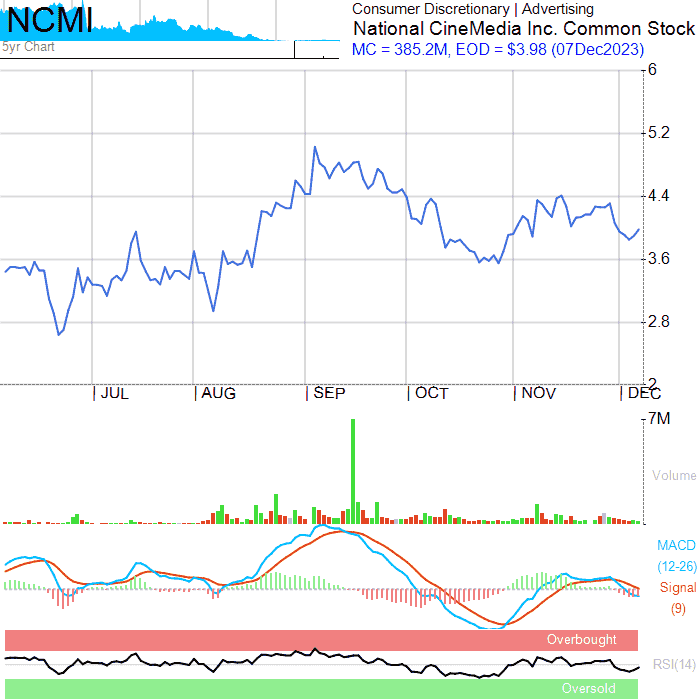 NCMI
5yr Chart
Consumer Discretionary | Advertising
National CineMedia Inc. Common Stock
MC = 385.2M, EOD = $3.98 (07Dec2023)
6
5.2
4.4
3.6
2.8
2
JUL
AUG
SEP
OCT
NOV
DEC
7M
Volume
MACD
(12-26)
Signal
(9)
Overbought
RSI(14)
Oversold